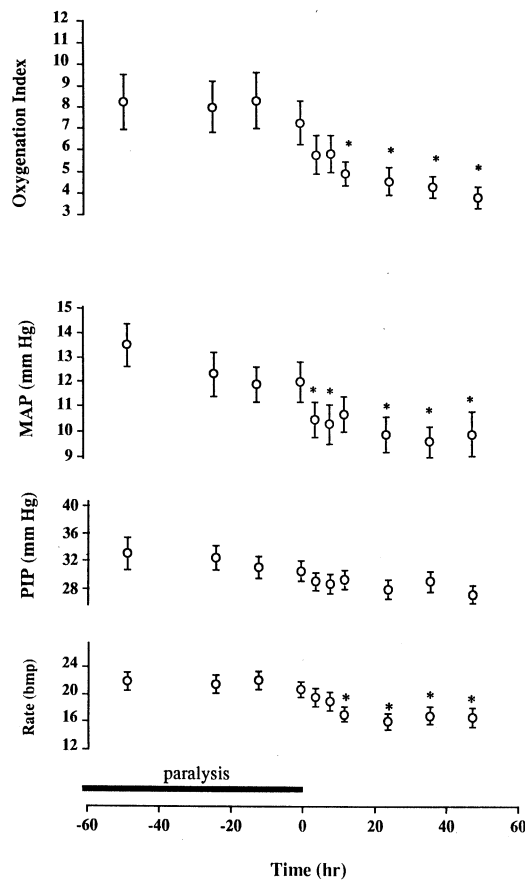 Oxygenation Index
12
11
10
9
8
7
6
5
4
3
* * * *
MAP (mm Hg)
15
14
13
12
11
10
9
* * * * *
PIP (mm Hg)
40
36
32
28
Rate (bmp)
24
20
16
12
* * * *
paralysis
-60 -40 -20 0 20 40 60
Time (hr)